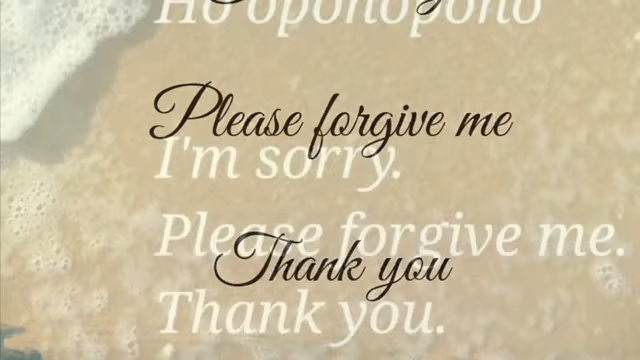 Ho'oponopono
Please forgive me
I'm sorry.
Please forgive me.
Thank you
Thank you.